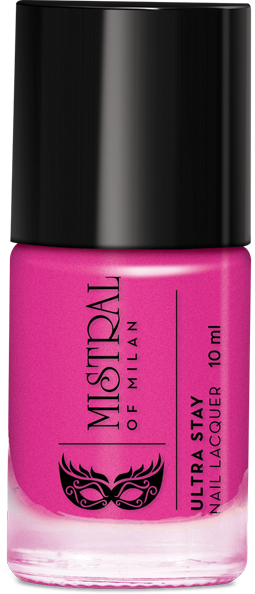 MISTRAL
OF MILAN
ULTRA STAY
NAIL LACQUER 10 ml